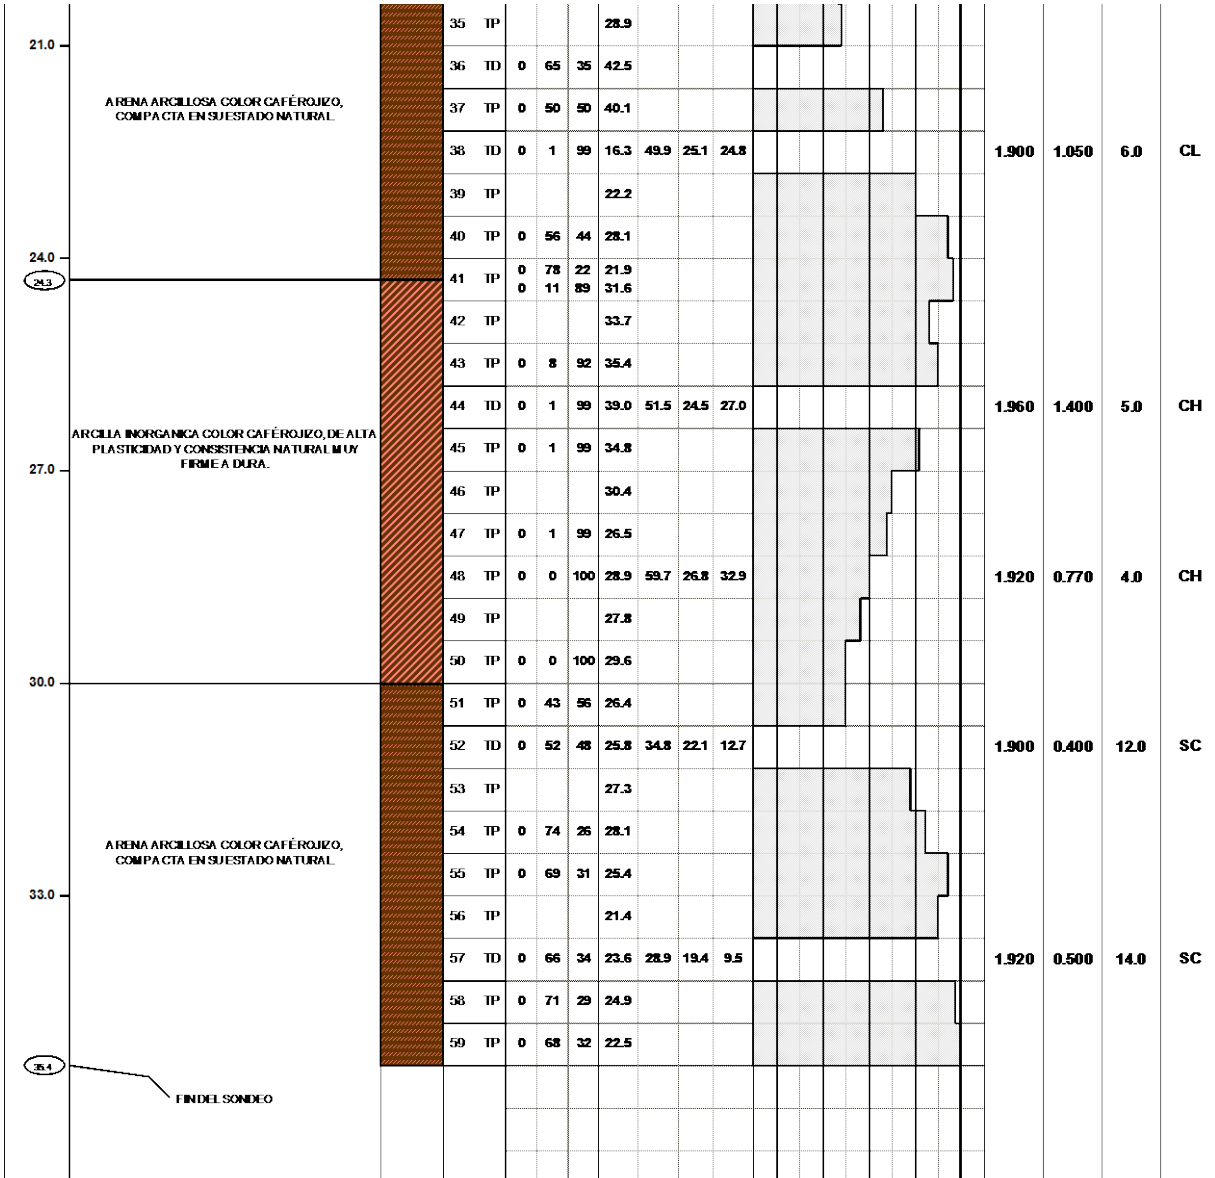 35 TP 28.9
21.0
36 TD 0 65 35 42.5
ARENA ARCILLOSA COLOR CAFÉ ROJIZO,
COMPACTA EN SU ESTADO NATURAL
37 TP 0 50 50 40.1
38 TD 0 1 99 16.3 49.9 25.1 24.8 1.900 1.050 6.0 CL
39 TP 22.2
40 TP 0 56 44 28.1
24.0
41 TP 0 78 22 21.9
0 11 89 31.6
24.3
42 TP 33.7
43 TP 0 8 92 35.4
44 TD 0 1 99 39.0 51.5 24.5 27.0 1.960 1.400 5.0 CH
ARCILLA INORGANICA COLOR CAFÉ ROJIZO, DE ALTA
PLASTICIDAD Y CONSISTENCIA NATURAL MUY
FIRME A DURA.
45 TP 0 1 99 34.8
27.0
46 TP 30.4
47 TP 0 1 99 26.5
48 TP 0 0 100 28.9 59.7 26.8 32.9 1.920 0.770 4.0 CH
49 TP 27.8
50 TP 0 0 100 29.6
30.0
51 TP 0 43 56 26.4
52 TD 0 52 48 25.8 34.8 22.1 12.7 1.900 0.400 12.0 SC
53 TP 27.3
54 TP 0 74 26 28.1
ARENA ARCILLOSA COLOR CAFÉ ROJIZO,
COMPACTA EN SU ESTADO NATURAL
55 TP 0 69 31 25.4
33.0
56 TP 21.4
57 TD 0 66 34 23.6 28.9 19.4 9.5 1.920 0.500 14.0 SC
58 TP 0 71 29 24.9
59 TP 0 68 32 22.5
35.4
FIN DEL SONDEO